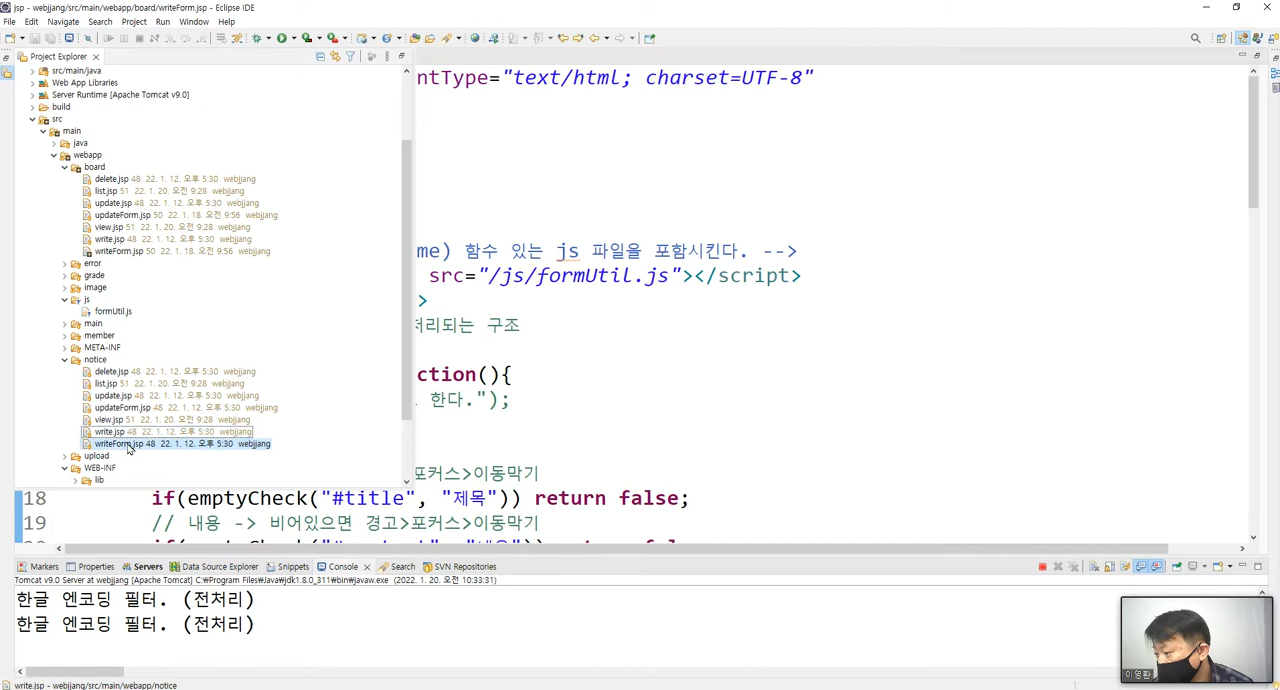 jsp - webjjang/src/main/webapp/board/writeForm.jsp - Eclipse IDE
File Edit Navigate Search Project Run Window Help
Project Explorer
src/main/java
Web App Libraries
Server Runtime [Apache Tomcat v9.0]
build
src
main
java
webapp
board
delete.jsp 48 22. 1. 12. 오후 5:30 webjjang
list.jsp 51 22. 1. 20. 오전 9:28 webjjang
update.jsp 48 22. 1. 12. 오후 5:30 webjjang
updateForm.jsp 50 22. 1. 18. 오전 9:56 webjjang
view.jsp 51 22. 1. 20. 오전 9:28 webjjang
write.jsp 48 22. 1. 12. 오후 5:30 webjjang
writeForm.jsp 50 22. 1. 18. 오전 9:56 webjjang
error
grade
image
js
formUtil.js
main
member
META-INF
notice
delete.jsp 48 22. 1. 12. 오후 5:30 webjjang
list.jsp 51 22. 1. 20. 오전 9:28 webjjang
update.jsp 48 22. 1. 12. 오후 5:30 webjjang
updateForm.jsp 48 22. 1. 12. 오후 5:30 webjjang
view.jsp 51 22. 1. 20. 오전 9:28 webjjang
write.jsp 48 22. 1. 12. 오후 5:30 webjjang
writeForm.jsp 48 22. 1. 12. 오후 5:30 webjjang
upload
WEB-INF
lib
ntType="text/html; charset=UTF-8"
me) 함수 있는 js 파일을 포함시킨다. -->
src="/js/formUtil.js"></script>
>
처리되는 구조
ction(){
한다.");
포커스>이동막기
18 if(emptyCheck("#title", "제목")) return false;
19 // 내용 -> 비어있으면 경고>포커스>이동막기
Markers Properties Servers Data Source Explorer Snippets Console Search SVN Repositories
Tomcat v9.0 Server at webjjang [Apache Tomcat] C:\Program Files\Java\jdk1.8.0_311\bin\javaw.exe (2022. 1. 20. 오전 10:33:31)
한글 엔코딩 필터. (전처리)
한글 엔코딩 필터. (전처리)
이영환
write.jsp - webjjang/src/main/webapp/notice